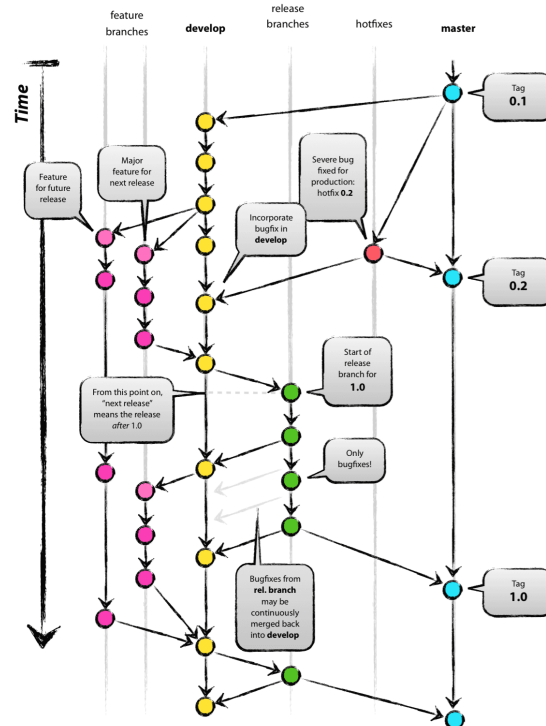 feature
branches
develop
release
branches
hotfixes
master
Time
Tag
0.1
Major
feature for
next release
Severe bug
fixed for
production:
hotfix 0.2
Feature
for future
release
Incorporate
bugfix in
develop
Tag
0.2
Start of
release
branch for
1.0
From this point on,
“next release”
means the release
after 1.0
Only
bugfixes!
Bugfixes from
rel. branch
may be
continuously
merged back
into develop
Tag
1.0